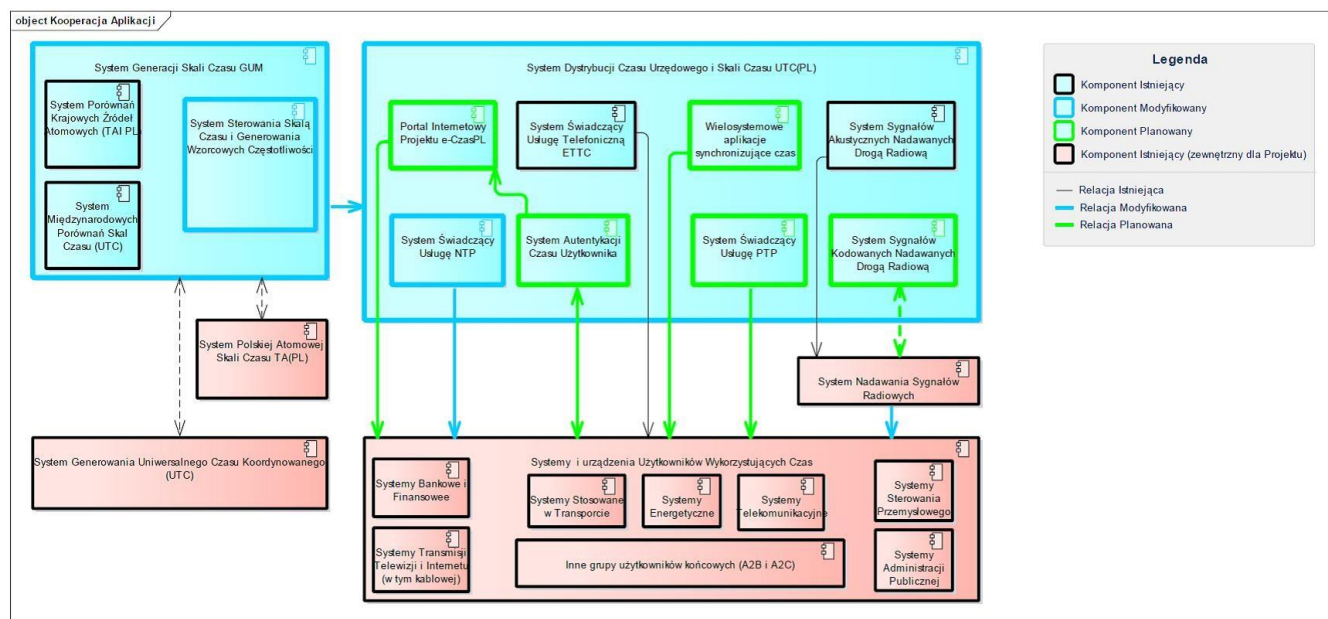 object Kooperacja Aplikacji
System Generacji Skali Czasu GUM
System Porównań
Krajowych Źródeł
Atomowych (TAI PL)
System Sterowania Skalą
Czasu i Generowania
Wzorcowych Częstotliwości
System
Międzynarodowych
Porównań Skal
Czasu (UTC)
System Dystrybucji Czasu Urzędowego i Skali Czasu UTC(PL)
Portal Internetowy
Projektu e-CzasPL
System Świadczący
Usługę Telefoniczną
ETTC
Wielosystemowe
aplikacje
synchronizujące czas
System Sygnałów
Akustycznych Nadawanych
Drogą Radiową
System Świadczący
Usługę NTP
System Autentykacji
Czasu Użytkownika
System Świadczący
Usługę PTP
System Sygnałów
Kodowanych Nadawanych
Drogą Radiową
Legenda
Komponent Istniejący
Komponent Modyfikowany
Komponent Planowany
Komponent Istniejący (zewnętrzny dla Projektu)
Relacja Istniejąca
Relacja Modyfikowana
Relacja Planowana
System Polskiej Atomowej
Skali Czasu TA(PL)
System Nadawania Sygnałów
Radiowych
System Generowania Uniwersalnego Czasu Koordynowanego
(UTC)
Systemy i urządzenia Użytkowników Wykorzystujących Czas
Systemy Bankowe i
Finansowee
Systemy Stosowane
w Transporcie
Systemy
Energetyczne
Systemy
Telekomunikacyjne
Systemy
Sterowania
Przemysłowego
Systemy Transmisji
Telewizji i Internetu
(w tym kablowej)
Inne grupy użytkowników końcowych (A2B i A2C)
Systemy
Administracji
Publicznej